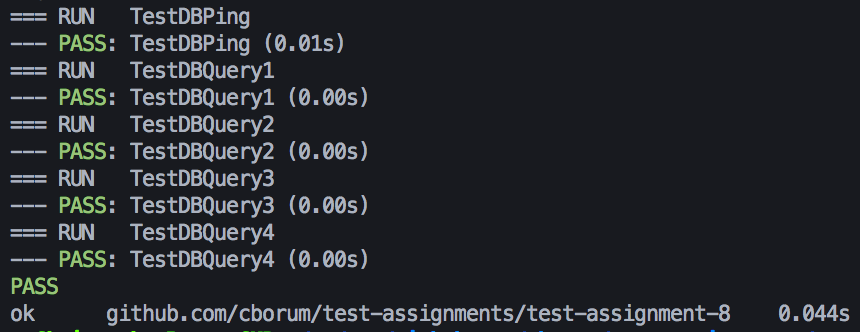 === RUN   TestDBPing
--- PASS: TestDBPing (0.01s)
=== RUN   TestDBQuery1
--- PASS: TestDBQuery1 (0.00s)
=== RUN   TestDBQuery2
--- PASS: TestDBQuery2 (0.00s)
=== RUN   TestDBQuery3
--- PASS: TestDBQuery3 (0.00s)
=== RUN   TestDBQuery4
--- PASS: TestDBQuery4 (0.00s)
PASS
ok      github.com/cborum/test-assignments/test-assignment-8    0.044s